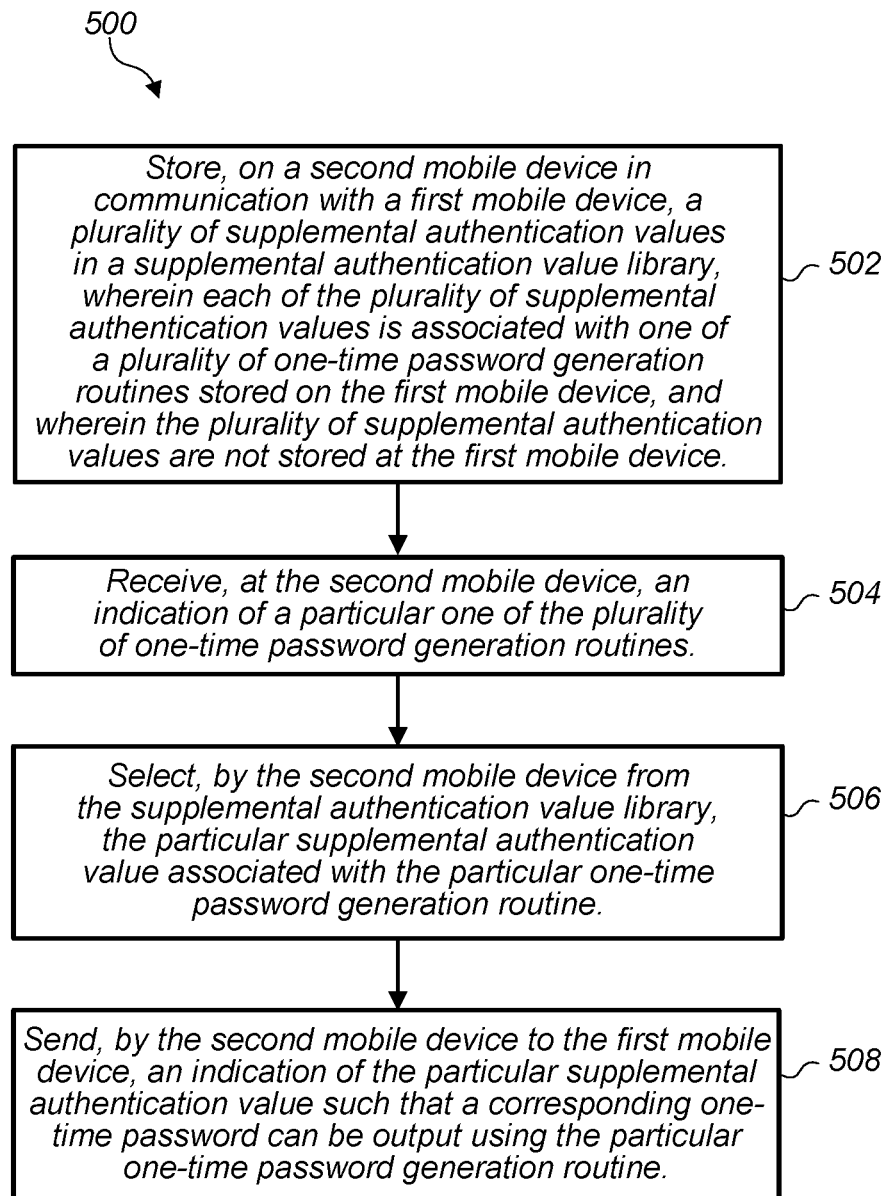 500
Store, on a second mobile device in
communication with a first mobile device, a
plurality of supplemental authentication values
in a supplemental authentication value library,
wherein each of the plurality of supplemental
authentication values is associated with one of
a plurality of one-time password generation
routines stored on the first mobile device, and
wherein the plurality of supplemental authentication
values are not stored at the first mobile device.
502
Receive, at the second mobile device, an
indication of a particular one of the plurality
of one-time password generation routines.
504
Select, by the second mobile device from
the supplemental authentication value library,
the particular supplemental authentication
value associated with the particular one-time
password generation routine.
506
Send, by the second mobile device to the first mobile
device, an indication of the particular supplemental
authentication value such that a corresponding one-
time password can be output using the particular
one-time password generation routine.
508